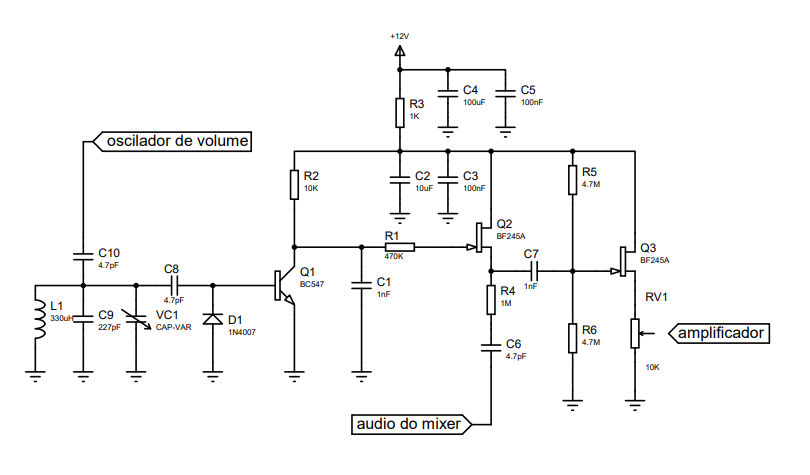 +12V
C4
100uF
C5
100nF
R3
1K
oscilador de volume
R2
10K
C2
10uF
C3
100nF
R5
4.7M
Q2
BF245A
Q3
BF245A
R1
470K
C10
4.7pF
C8
4.7pF
Q1
BC547
C7
1nF
C1
1nF
R4
1M
RV1
L1
330uH
C9
227pF
VC1
CAP-VAR
D1
1N4007
R6
4.7M
amplificador
C6
4.7pF
10K
audio do mixer